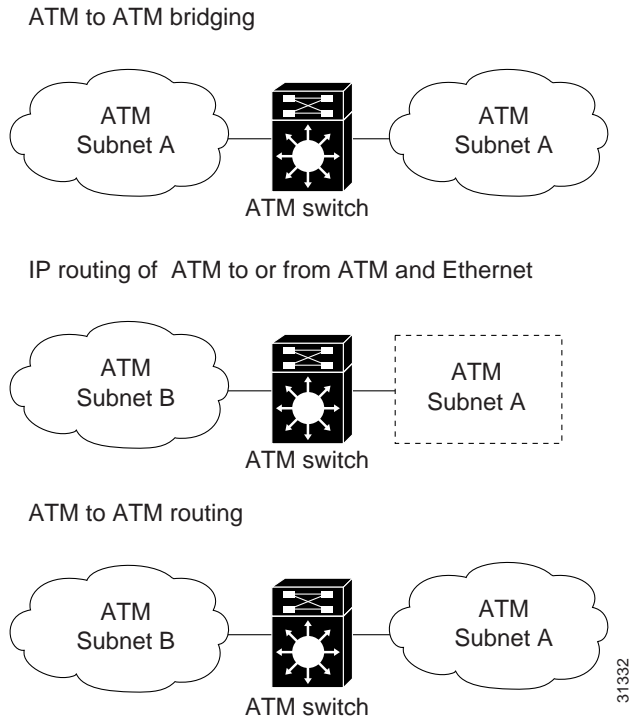 ATM to ATM bridging
ATM
Subnet A
ATM
Subnet A
ATM switch
IP routing of ATM to or from ATM and Ethernet
ATM
Subnet B
ATM
Subnet A
ATM switch
ATM to ATM routing
ATM
Subnet B
ATM
Subnet A
ATM switch
31332